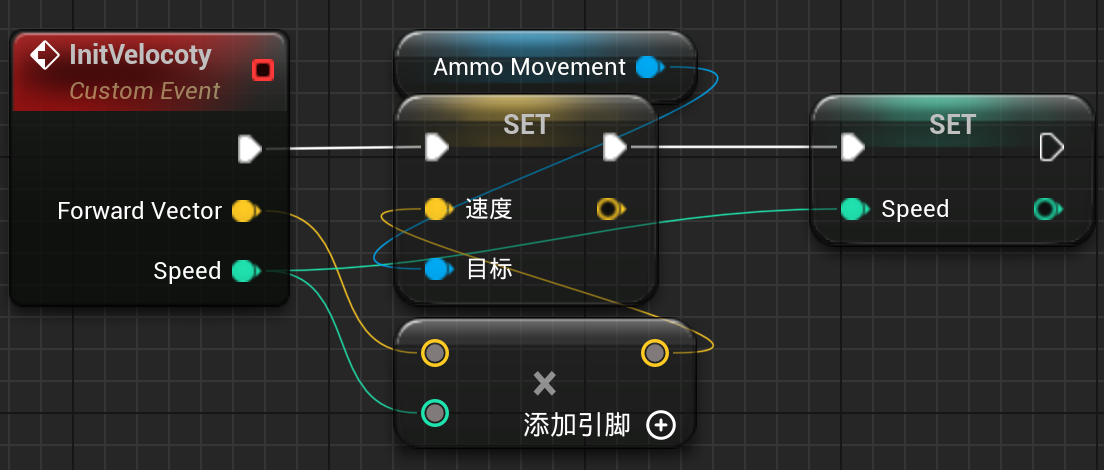 InitVelocoty
Custom Event
Forward Vector
Speed
Ammo Movement
SET
速度
目标
添加引脚
SET
Speed